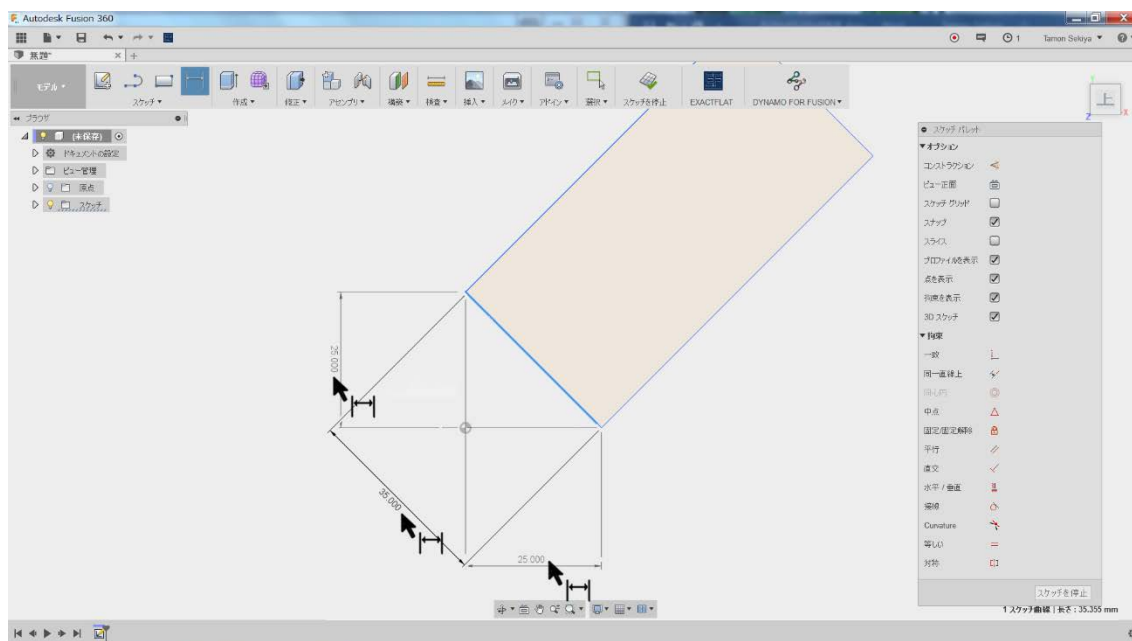 Autodesk Fusion 360
1
Tamon Sekiya
無題*
モデル
スケッチ
作成
修正
アセンブリ
構築
検査
挿入
メイク
アドイン
選択
スケッチを停止
EXACTFLAT
DYNAMO FOR FUSION
ブラウザ
(未保存)
ドキュメントの設定
ビュー管理
原点
スケッチ
上
X
Z
スケッチ パレット
オプション
コンストラクション
ビュー正面
スケッチ グリッド
スナップ
スライス
プロファイルを表示
点を表示
拘束を表示
3D スケッチ
拘束
一致
同一直線上
同心円
中点
固定/固定解除
平行
直交
水平 / 垂直
接線
Curvature
等しい
対称
スケッチを停止
25.000
35.000
25.000
1 スケッチ曲線 | 長さ : 35.355 mm